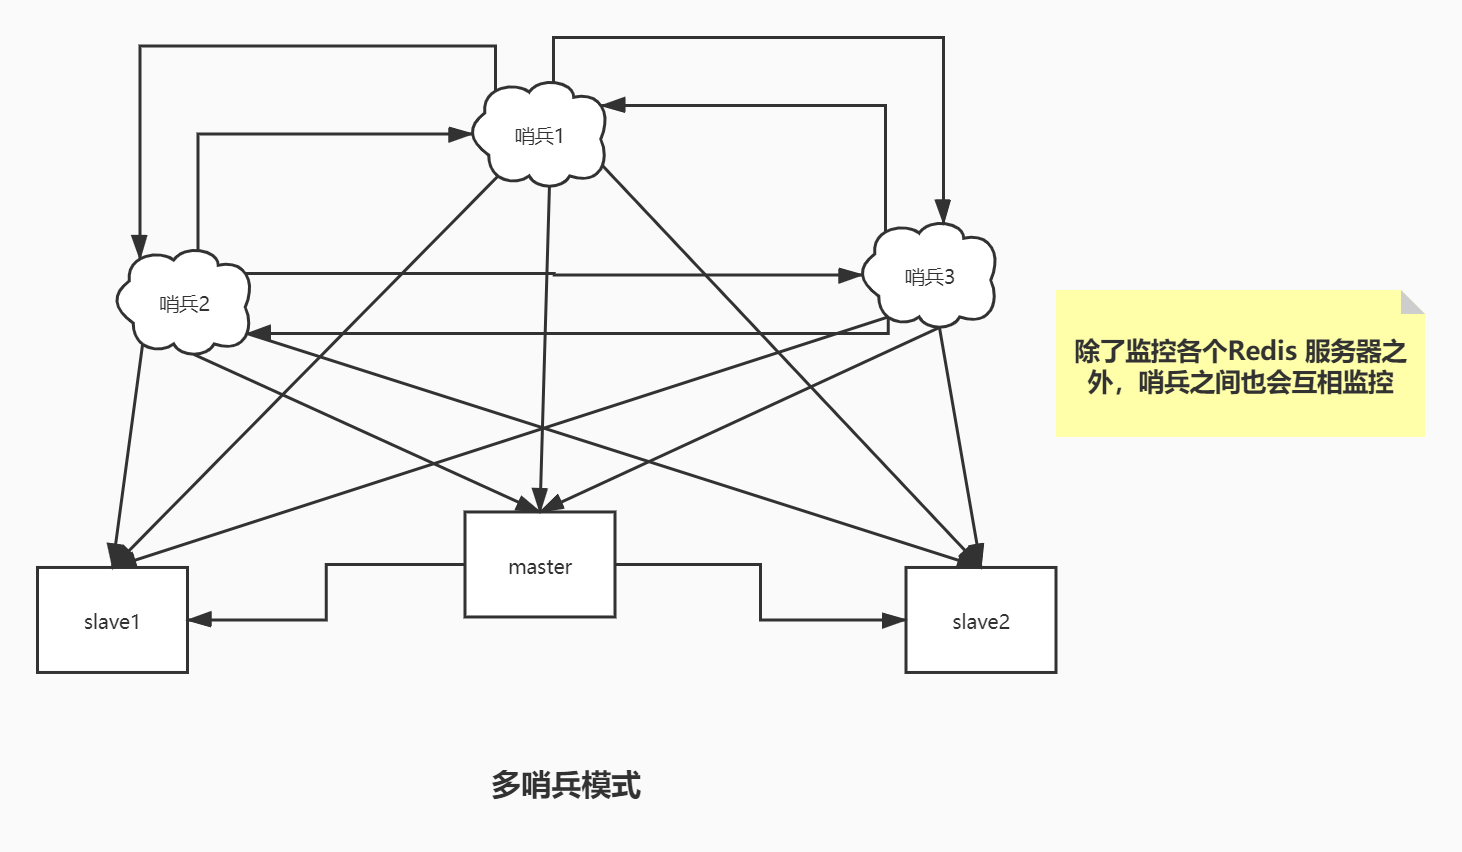 哨兵1
哨兵2
哨兵3
除了监控各个Redis 服务器之
外，哨兵之间也会互相监控
master
slave1
slave2
多哨兵模式